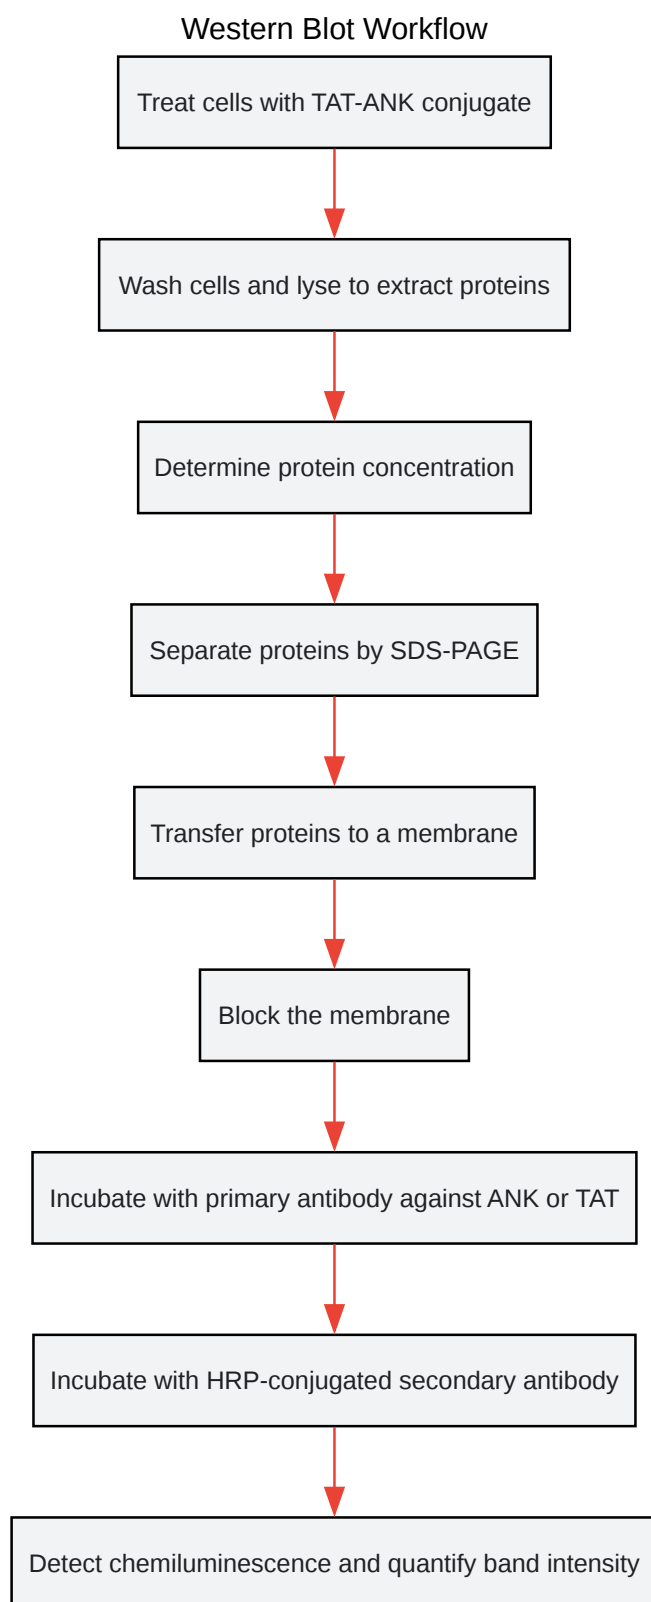 Western Blot Workflow
Treat cells with TAT-ANK conjugate
Wash cells and lyse to extract proteins
Determine protein concentration
Separate proteins by SDS-PAGE
Transfer proteins to a membrane
Block the membrane
Incubate with primary antibody against ANK or TAT
Incubate with HRP-conjugated secondary antibody
Detect chemiluminescence and quantify band intensity